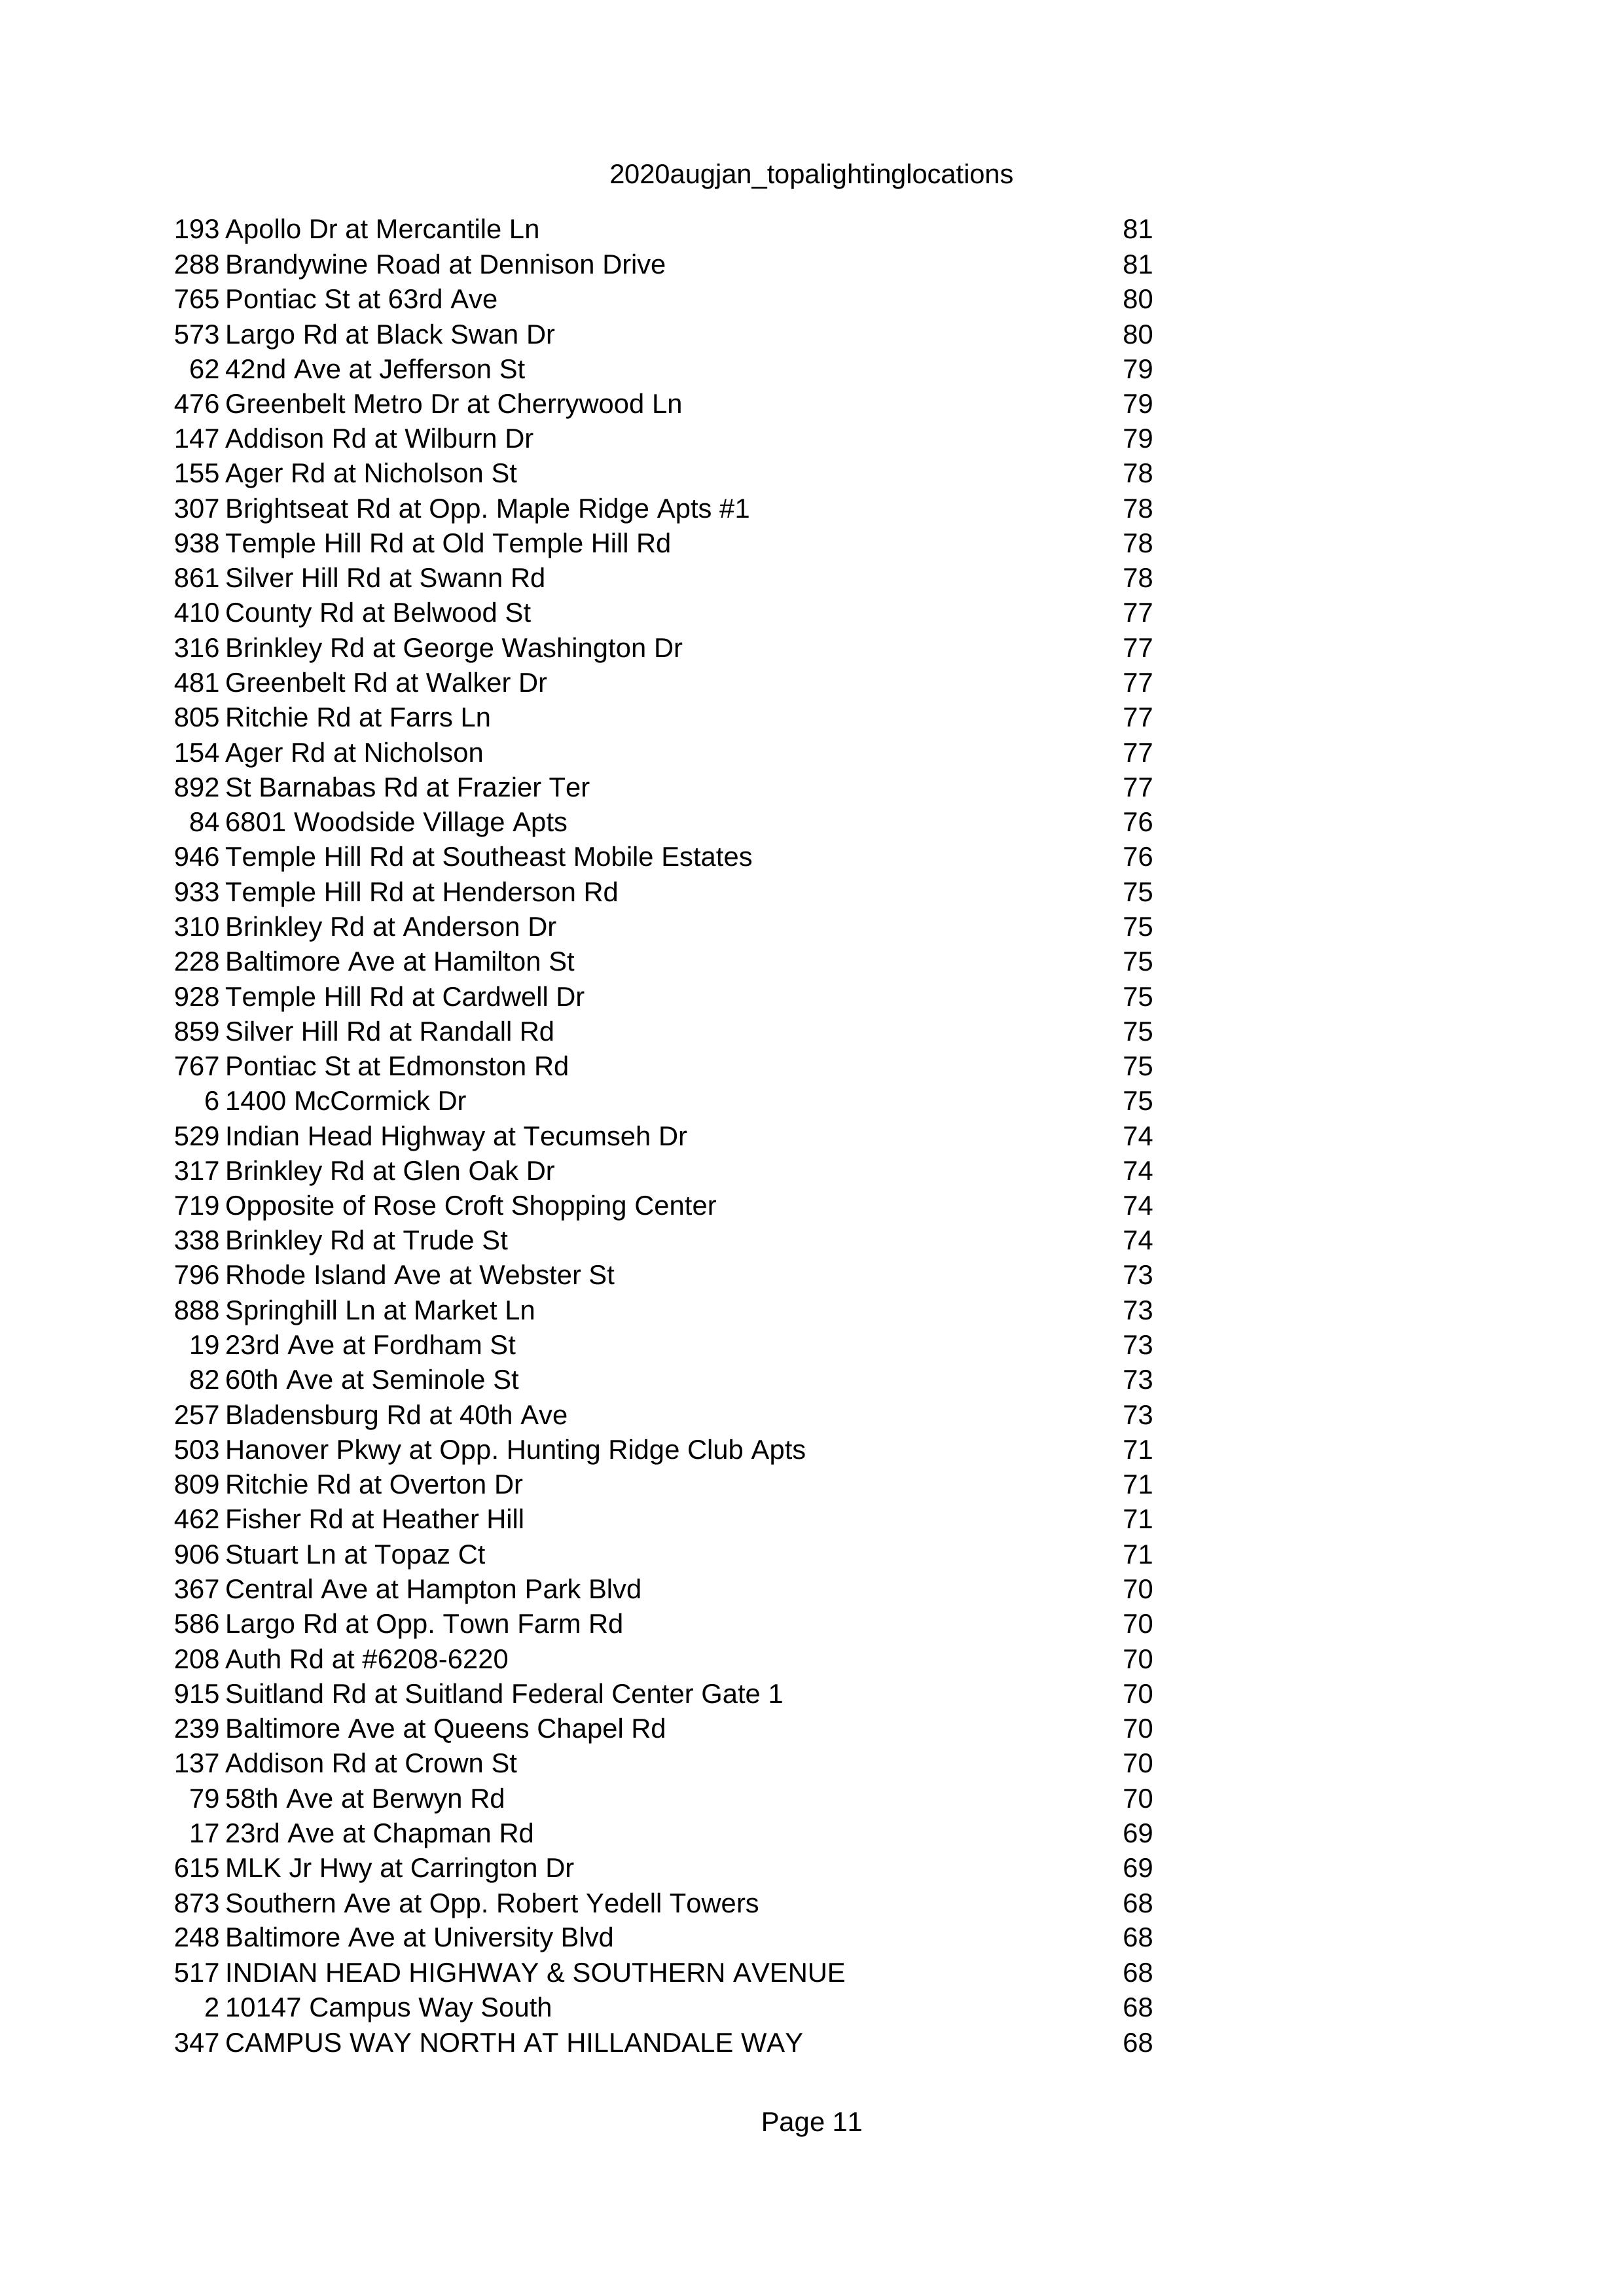 2020augjan_topalightinglocations
193 Apollo Dr at Mercantile Ln 81
288 Brandywine Road at Dennison Drive 81
765 Pontiac St at 63rd Ave 80
573 Largo Rd at Black Swan Dr 80
62 42nd Ave at Jefferson St 79
476 Greenbelt Metro Dr at Cherrywood Ln 79
147 Addison Rd at Wilburn Dr 79
155 Ager Rd at Nicholson St 78
307 Brightseat Rd at Opp. Maple Ridge Apts #1 78
938 Temple Hill Rd at Old Temple Hill Rd 78
861 Silver Hill Rd at Swann Rd 78
410 County Rd at Belwood St 77
316 Brinkley Rd at George Washington Dr 77
481 Greenbelt Rd at Walker Dr 77
805 Ritchie Rd at Farrs Ln 77
154 Ager Rd at Nicholson 77
892 St Barnabas Rd at Frazier Ter 77
84 6801 Woodside Village Apts 76
946 Temple Hill Rd at Southeast Mobile Estates 76
933 Temple Hill Rd at Henderson Rd 75
310 Brinkley Rd at Anderson Dr 75
228 Baltimore Ave at Hamilton St 75
928 Temple Hill Rd at Cardwell Dr 75
859 Silver Hill Rd at Randall Rd 75
767 Pontiac St at Edmonston Rd 75
6 1400 McCormick Dr 75
529 Indian Head Highway at Tecumseh Dr 74
317 Brinkley Rd at Glen Oak Dr 74
719 Opposite of Rose Croft Shopping Center 74
338 Brinkley Rd at Trude St 74
796 Rhode Island Ave at Webster St 73
888 Springhill Ln at Market Ln 73
19 23rd Ave at Fordham St 73
82 60th Ave at Seminole St 73
257 Bladensburg Rd at 40th Ave 73
503 Hanover Pkwy at Opp. Hunting Ridge Club Apts 71
809 Ritchie Rd at Overton Dr 71
462 Fisher Rd at Heather Hill 71
906 Stuart Ln at Topaz Ct 71
367 Central Ave at Hampton Park Blvd 70
586 Largo Rd at Opp. Town Farm Rd 70
208 Auth Rd at #6208-6220 70
915 Suitland Rd at Suitland Federal Center Gate 1 70
239 Baltimore Ave at Queens Chapel Rd 70
137 Addison Rd at Crown St 70
79 58th Ave at Berwyn Rd 70
17 23rd Ave at Chapman Rd 69
615 MLK Jr Hwy at Carrington Dr 69
873 Southern Ave at Opp. Robert Yedell Towers 68
248 Baltimore Ave at University Blvd 68
517 INDIAN HEAD HIGHWAY & SOUTHERN AVENUE 68
2 10147 Campus Way South 68
347 CAMPUS WAY NORTH AT HILLANDALE WAY 68
Page 11